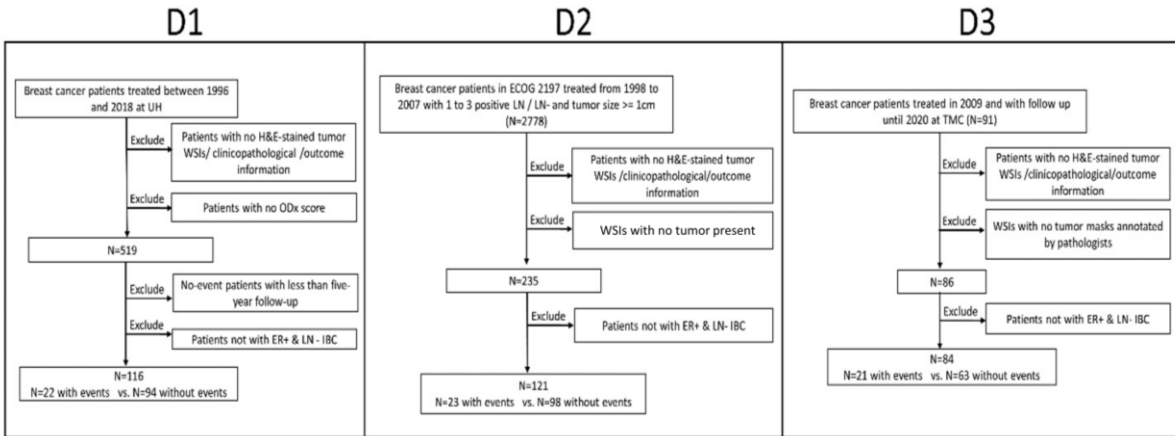 D1
Breast cancer patients treated between 1996
and 2018 at UH
Exclude
Patients with no H&E-stained tumor
WSIs/ clinicopathological /outcome
information
Exclude
Patients with no ODx score
N=519
Exclude
No-event patients with less than five-
year follow-up
Exclude
Patients not with ER+ & LN - IBC
N=116
N=22 with events vs. N=94 without events
D2
Breast cancer patients in ECOG 2197 treated from 1998 to
2007 with 1 to 3 positive LN / LN- and tumor size >= 1cm
(N=2778)
Exclude
Patients with no H&E-stained tumor
WSIs /clinicopathological/outcome
information
Exclude
WSIs with no tumor present
N=235
Exclude
Patients not with ER+ & LN- IBC
N=121
N=23 with events vs. N=98 without events
D3
Breast cancer patients treated in 2009 and with follow up
until 2020 at TMC (N=91)
Exclude
Patients with no H&E-stained tumor
WSIs /clinicopathological/outcome
information
Exclude
WSIs with no tumor masks annotated
by pathologists
N=86
Exclude
Patients not with ER+ & LN- IBC
N=84
N=21 with events vs. N=63 without events